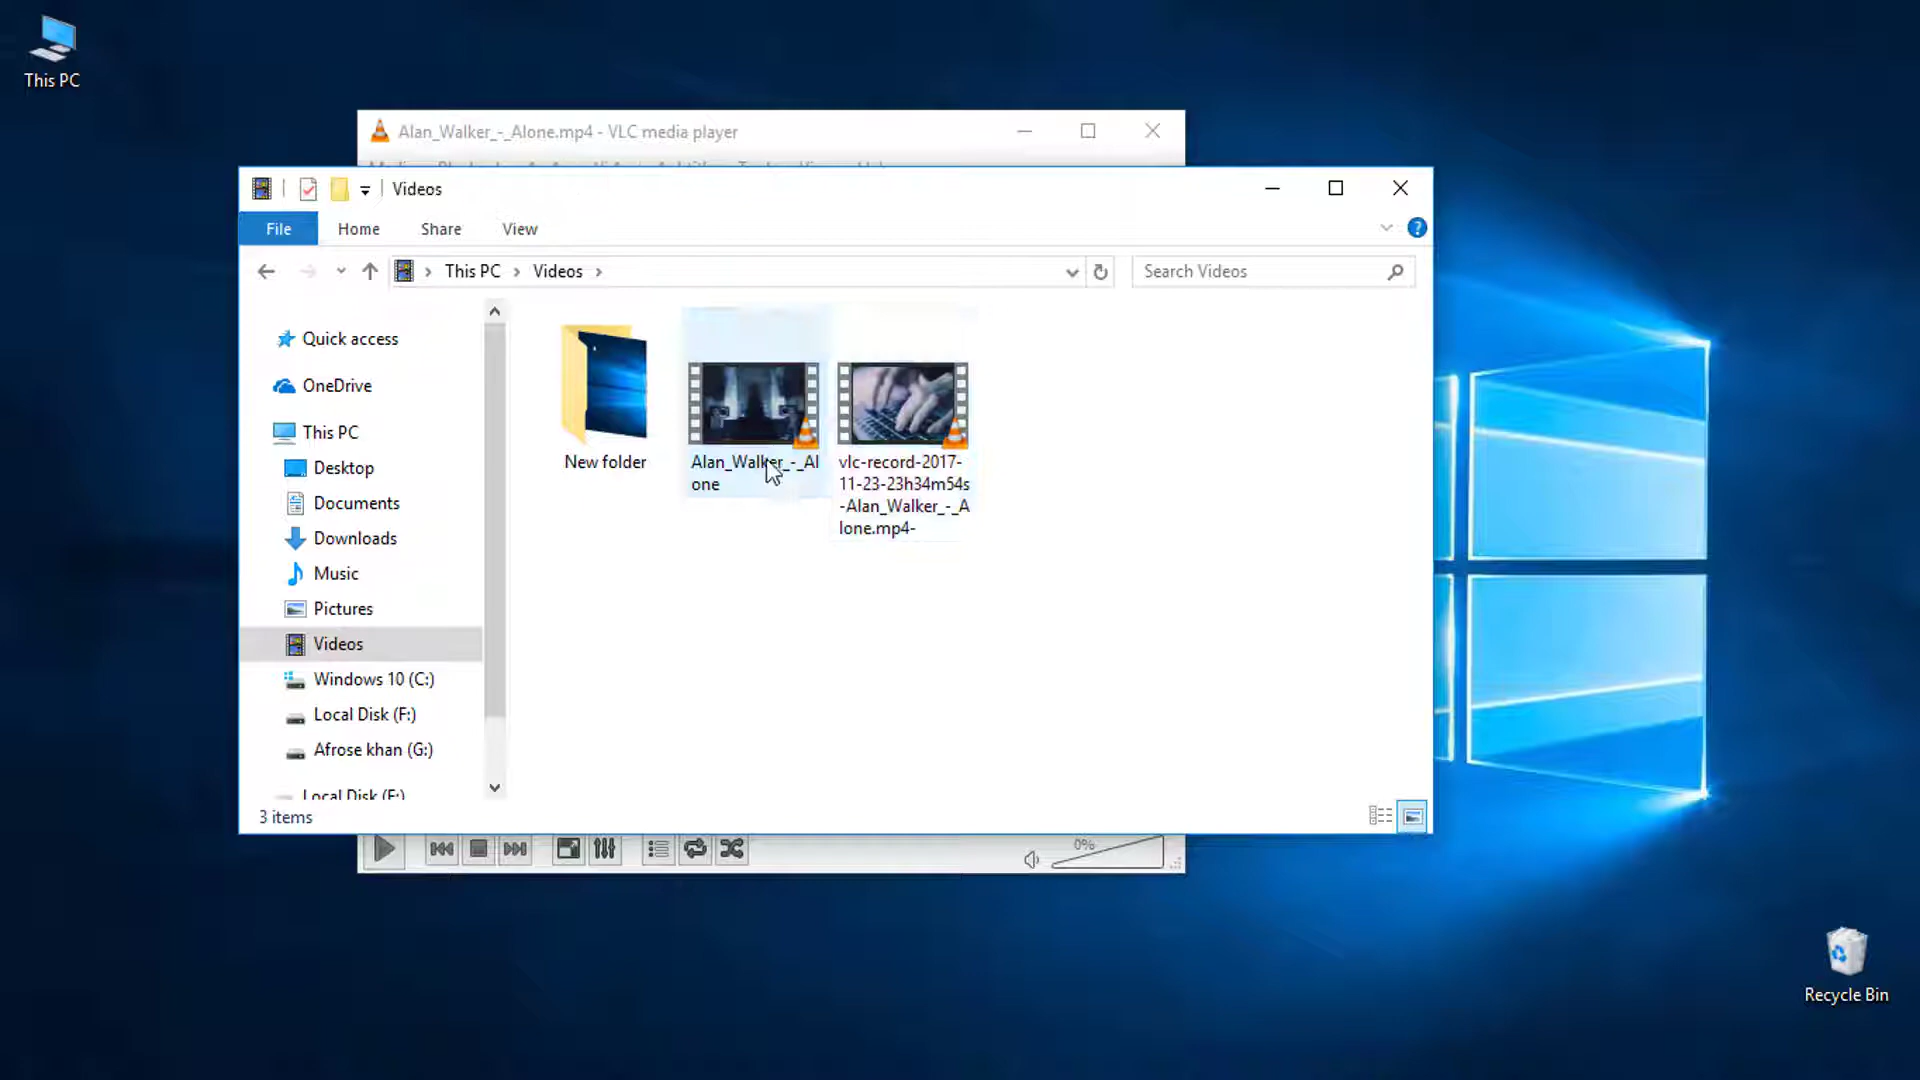 This PC
Alan_Walker_-_Alone.mp4 - VLC media player
Videos
File Home Share View
This PC Videos
Search Videos
Quick access
OneDrive
This PC
Desktop
Documents
Downloads
Music
Pictures
Videos
Windows 10 (C:)
Local Disk (F:)
Afrose khan (G:)
Local Disk (F:)
New folder
Alan_Walker_-_Al
one
vlc-record-2017-
11-23-23h34m54s
-Alan_Walker_-_A
lone.mp4-
3 items
0%
Recycle Bin